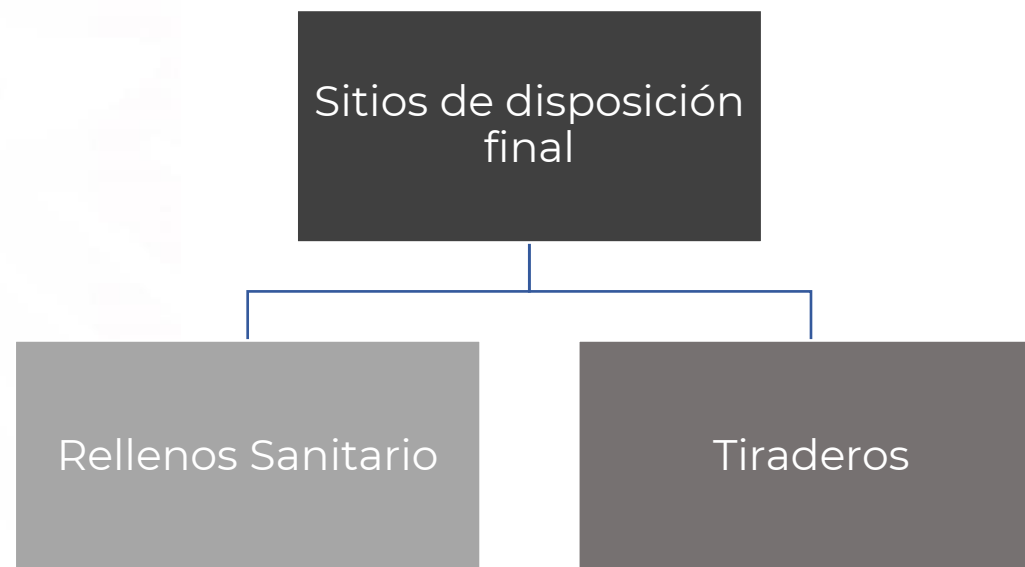 Sitios de disposición
final
Rellenos Sanitario
Tiraderos